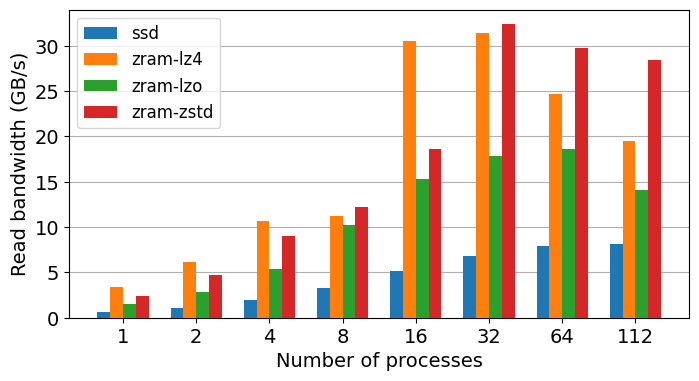 ssd
zram-lz4
zram-lzo
zram-zstd
Read bandwidth (GB/s)
30
25
20
15
10
5
0
1 2 4 8 16 32 64 112
Number of processes